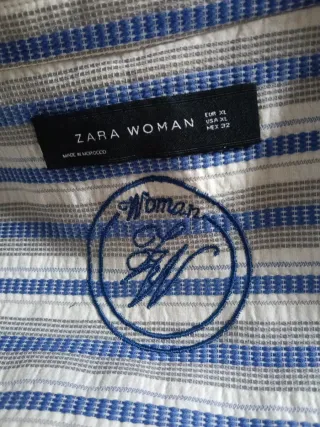 ZARA WOMAN
EUR XL
USA XL
MEX 32
MADE IN MOROCCO
Woman
ZW